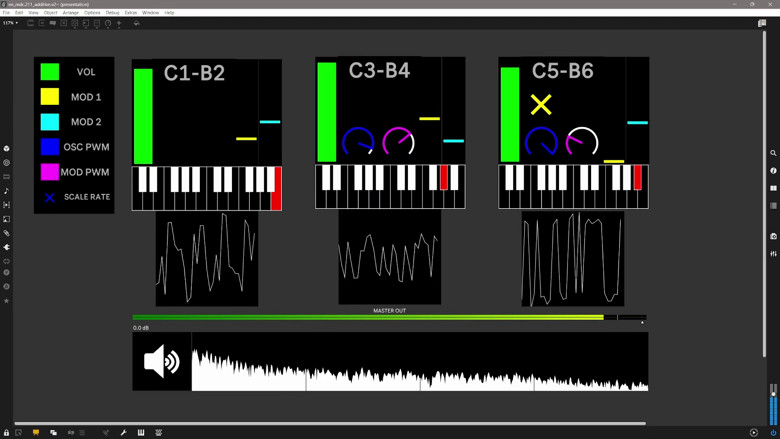 File Edit View Object Arrange Options Debug Extras Window Help
117%
VOL
MOD 1
MOD 2
OSC PWM
MOD PWM
SCALE RATE
C1-B2
C3-B4
C5-B6
MASTER OUT
0.0 dB